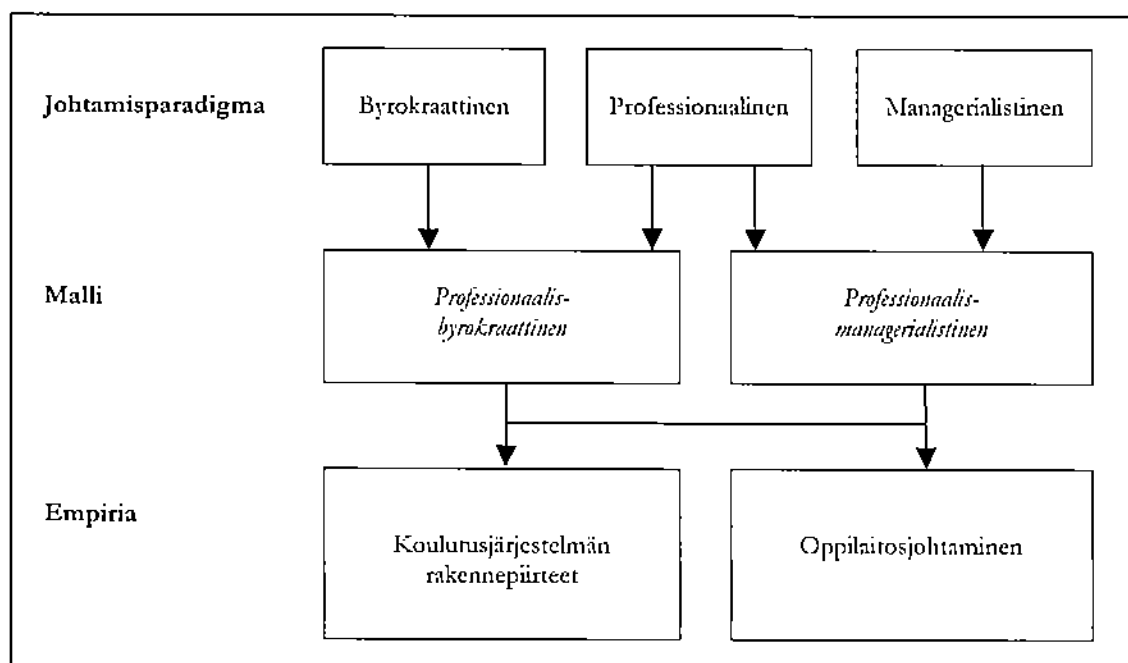 Johtamisparadigma
Byrokraattinen
Professionaalinen
Managerialistinen
Malli
Professionaalis-
byrokraattinen
Professionaalis-
managerialistinen
Empiria
Koulutusjärjestelmän
rakennepiirteet
Oppilaitosjohtaminen